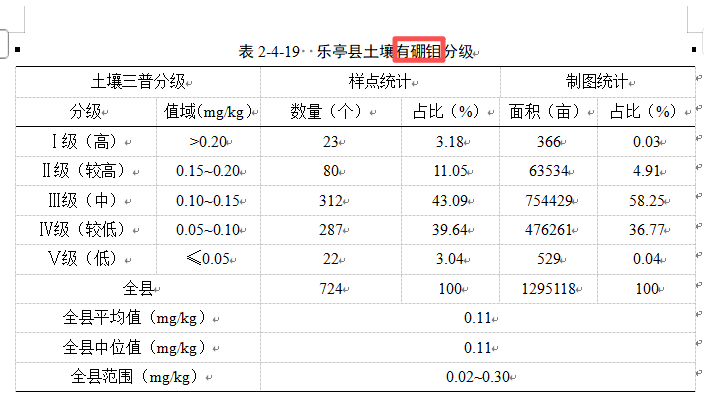 表 2-4-19··乐亭县土壤有硼钼分级
土壤三普分级 样点统计 制图统计
分级 值域(mg/kg) 数量（个） 占比（%） 面积（亩） 占比（%）
Ⅰ级（高） >0.20 23 3.18 366 0.03
Ⅱ级（较高） 0.15~0.20 80 11.05 63534 4.91
Ⅲ级（中） 0.10~0.15 312 43.09 754429 58.25
Ⅳ级（较低） 0.05~0.10 287 39.64 476261 36.77
Ⅴ级（低） ≤0.05 22 3.04 529 0.04
全县 724 100 1295118 100
全县平均值（mg/kg） 0.11
全县中位值（mg/kg） 0.11
全县范围（mg/kg） 0.02~0.30